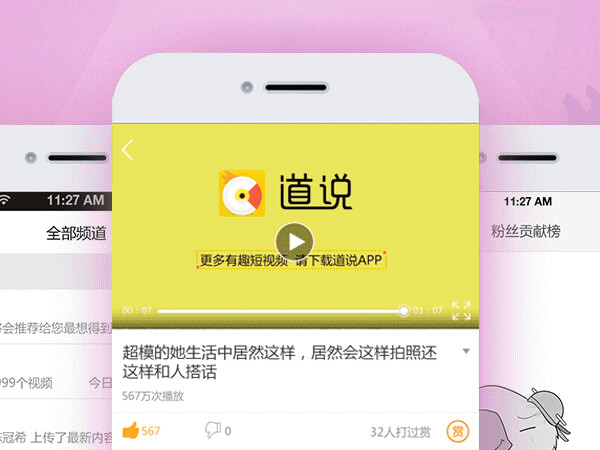 道说
更多有趣短视频 请下载道说APP
00:07
01:07
超模的她生活中居然这样，居然会这样拍照还
这样和人搭话
567万次播放
567
0
32人打过赏
赏
11:27 AM
全部频道
会推荐给您最想得到
99个视频
今日
冠希 上传了最新内容
11:27 AM
粉丝贡献榜